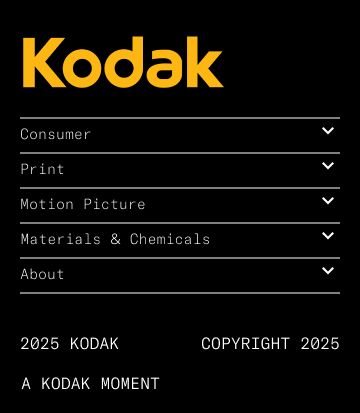 Kodak
Consumer
Print
Motion Picture
Materials & Chemicals
About
2025 KODAK COPYRIGHT 2025
A KODAK MOMENT